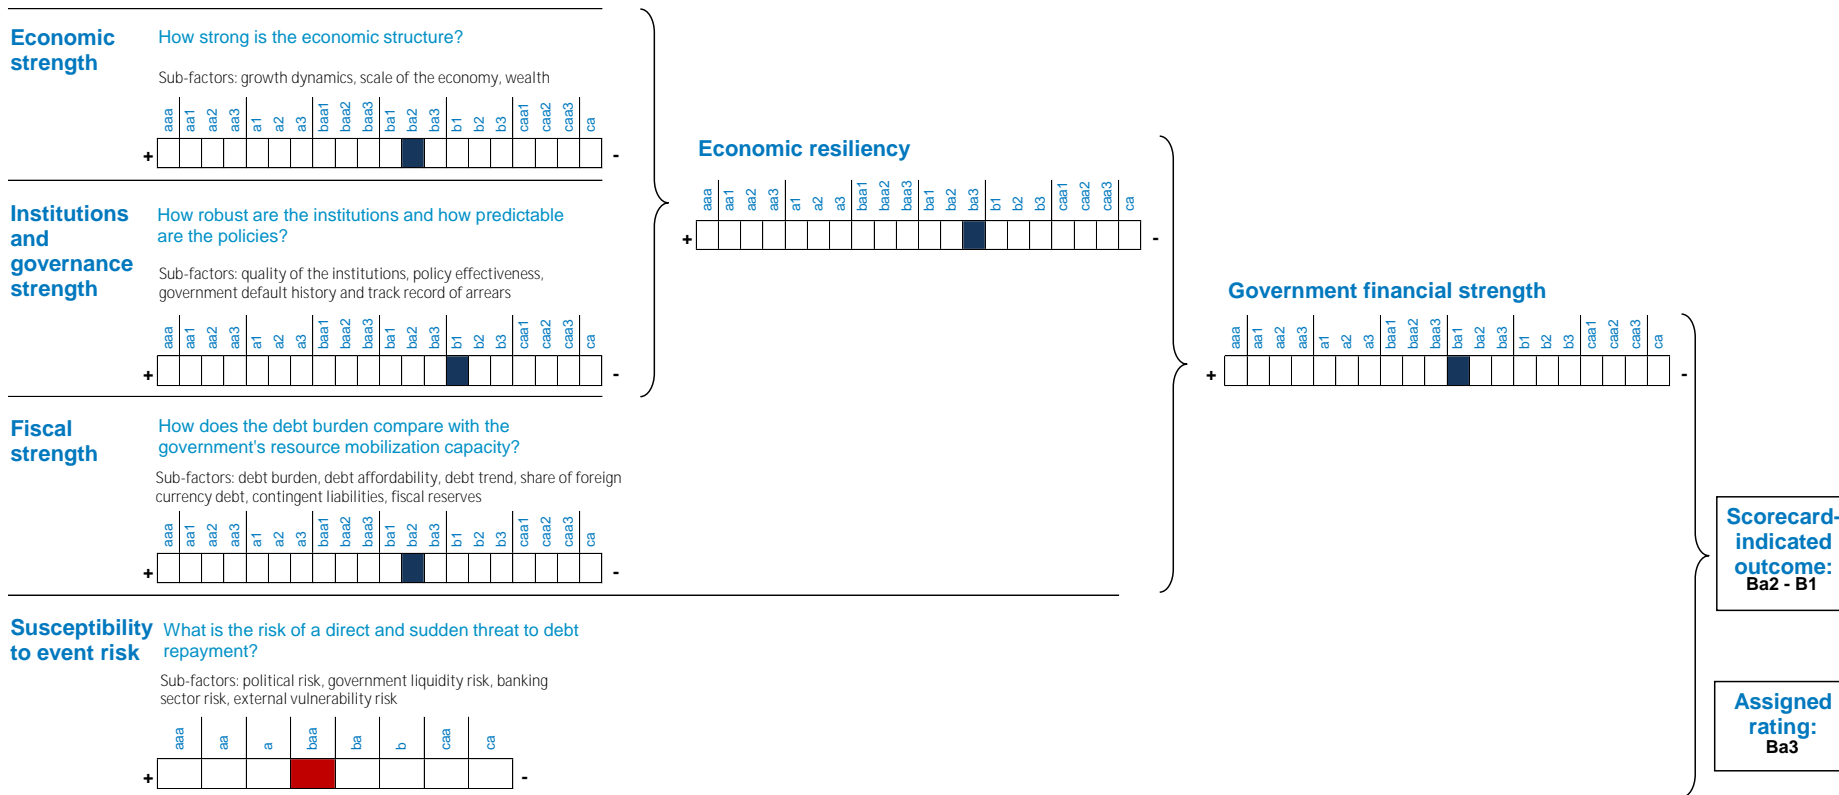 Economic
strength
How strong is the economic structure?
Sub-factors: growth dynamics, scale of the economy, wealth
aaa aa1 aa2 aa3 a1 a2 a3 baa1 baa2 baa3 ba1 ba2 ba3 b1 b2 b3 caa1 caa2 caa3 ca
+ -
Institutions
and
governance
strength
How robust are the institutions and how predictable
are the policies?
Sub-factors: quality of the institutions, policy effectiveness,
government default history and track record of arrears
aaa aa1 aa2 aa3 a1 a2 a3 baa1 baa2 baa3 ba1 ba2 ba3 b1 b2 b3 caa1 caa2 caa3 ca
+ -
Economic resiliency
aaa aa1 aa2 aa3 a1 a2 a3 baa1 baa2 baa3 ba1 ba2 ba3 b1 b2 b3 caa1 caa2 caa3 ca
+ -
Fiscal
strength
How does the debt burden compare with the
government's resource mobilization capacity?
Sub-factors: debt burden, debt affordability, debt trend, share of foreign
currency debt, contingent liabilities, fiscal reserves
aaa aa1 aa2 aa3 a1 a2 a3 baa1 baa2 baa3 ba1 ba2 ba3 b1 b2 b3 caa1 caa2 caa3 ca
+ -
Government financial strength
aaa aa1 aa2 aa3 a1 a2 a3 baa1 baa2 baa3 ba1 ba2 ba3 b1 b2 b3 caa1 caa2 caa3 ca
+ -
Susceptibility
to event risk
What is the risk of a direct and sudden threat to debt
repayment?
Sub-factors: political risk, government liquidity risk, banking
sector risk, external vulnerability risk
aaa aa a baa ba b caa ca
+ -
Scorecard-
indicated
outcome:
Ba2 - B1
Assigned
rating:
Ba3